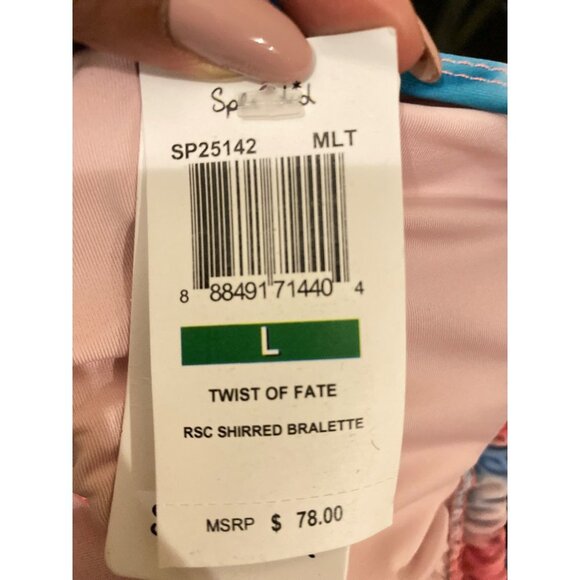 SP25142 MLT
8 88491 71440 4
L
TWIST OF FATE
RSC SHIRRED BRALETTE
MSRP $ 78.00